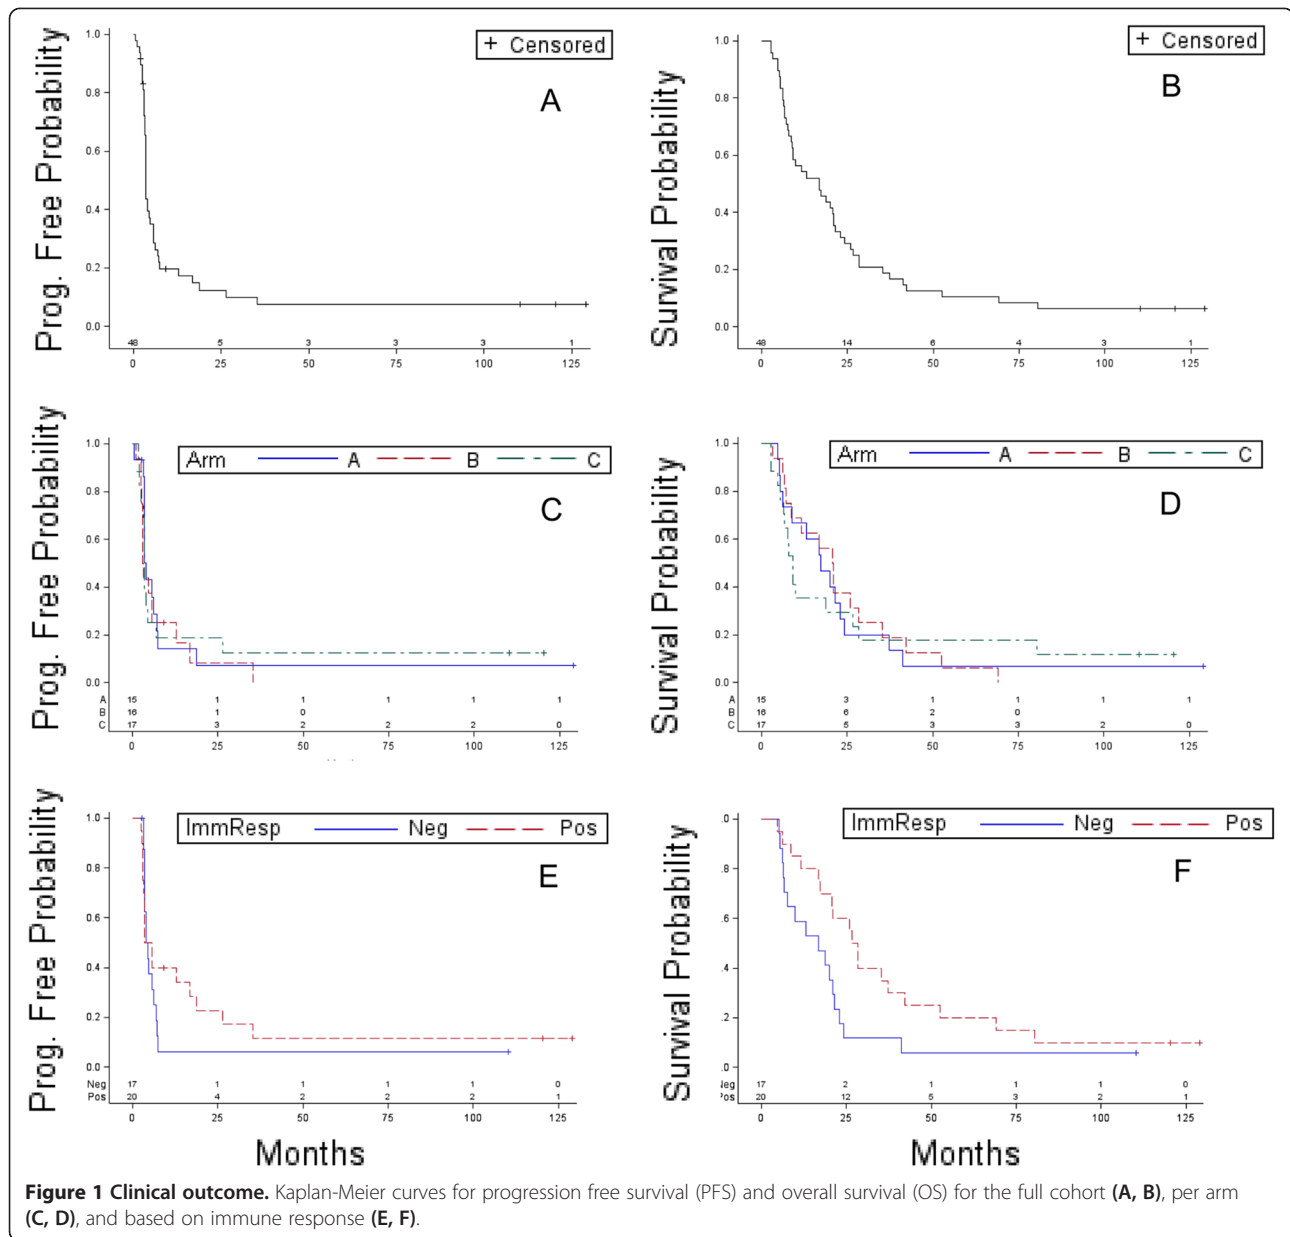 Prog. Free Probability
1.0
0.8
0.6
0.4
0.2
0.0
+ Censored
A
48 5 3 3 3 1
0 25 50 75 100 125
Survival Probability
1.0
0.8
0.6
0.4
0.2
0.0
+ Censored
B
48 14 6 4 3 1
0 25 50 75 100 125
Prog. Free Probability
1.0
0.8
0.6
0.4
0.2
0.0
Arm A B C
C
A 15 1 1 1 1 1
B 16 1 0
C 17 3 2 2 2 0
0 25 50 75 100 125
Survival Probability
1.0
0.8
0.6
0.4
0.2
0.0
Arm A B C
D
A 15 3 1 1 1 1
B 16 6 2 0
C 17 5 3 3 2 0
0 25 50 75 100 125
Prog. Free Probability
1.0
0.8
0.6
0.4
0.2
0.0
ImmResp Neg Pos
E
Neg 17 1 1 1 1 0
Pos 20 4 2 2 2 1
0 25 50 75 100 125
Months
Survival Probability
.0
.8
.6
.4
.2
.0
ImmResp Neg Pos
F
Neg 17 2 1 1 1 0
Pos 20 12 5 3 2 1
0 25 50 75 100 125
Months
Figure 1 Clinical outcome. Kaplan-Meier curves for progression free survival (PFS) and overall survival (OS) for the full cohort (A, B), per arm
(C, D), and based on immune response (E, F).